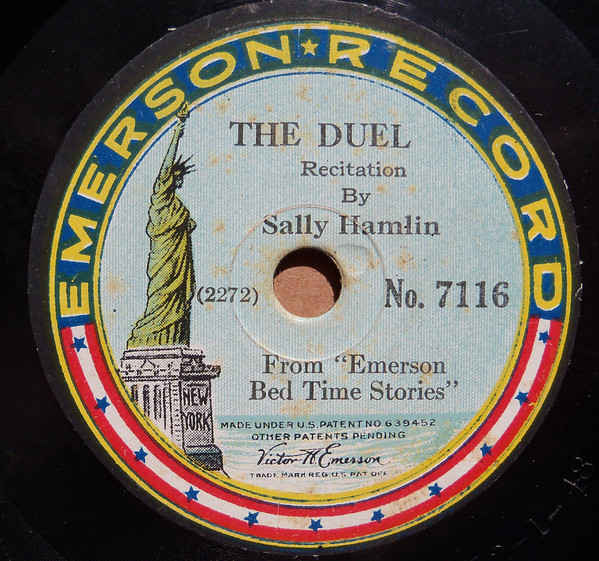 EMERSON ★ RECORD
THE DUEL
Recitation
By
Sally Hamlin
(2272)
No. 7116
From "Emerson
Bed Time Stories"
NEW
YORK
MADE UNDER U.S. PATENT NO 639452
OTHER PATENTS PENDING
Victor H Emerson
TRADE MARK REG. U.S. PAT OFF.